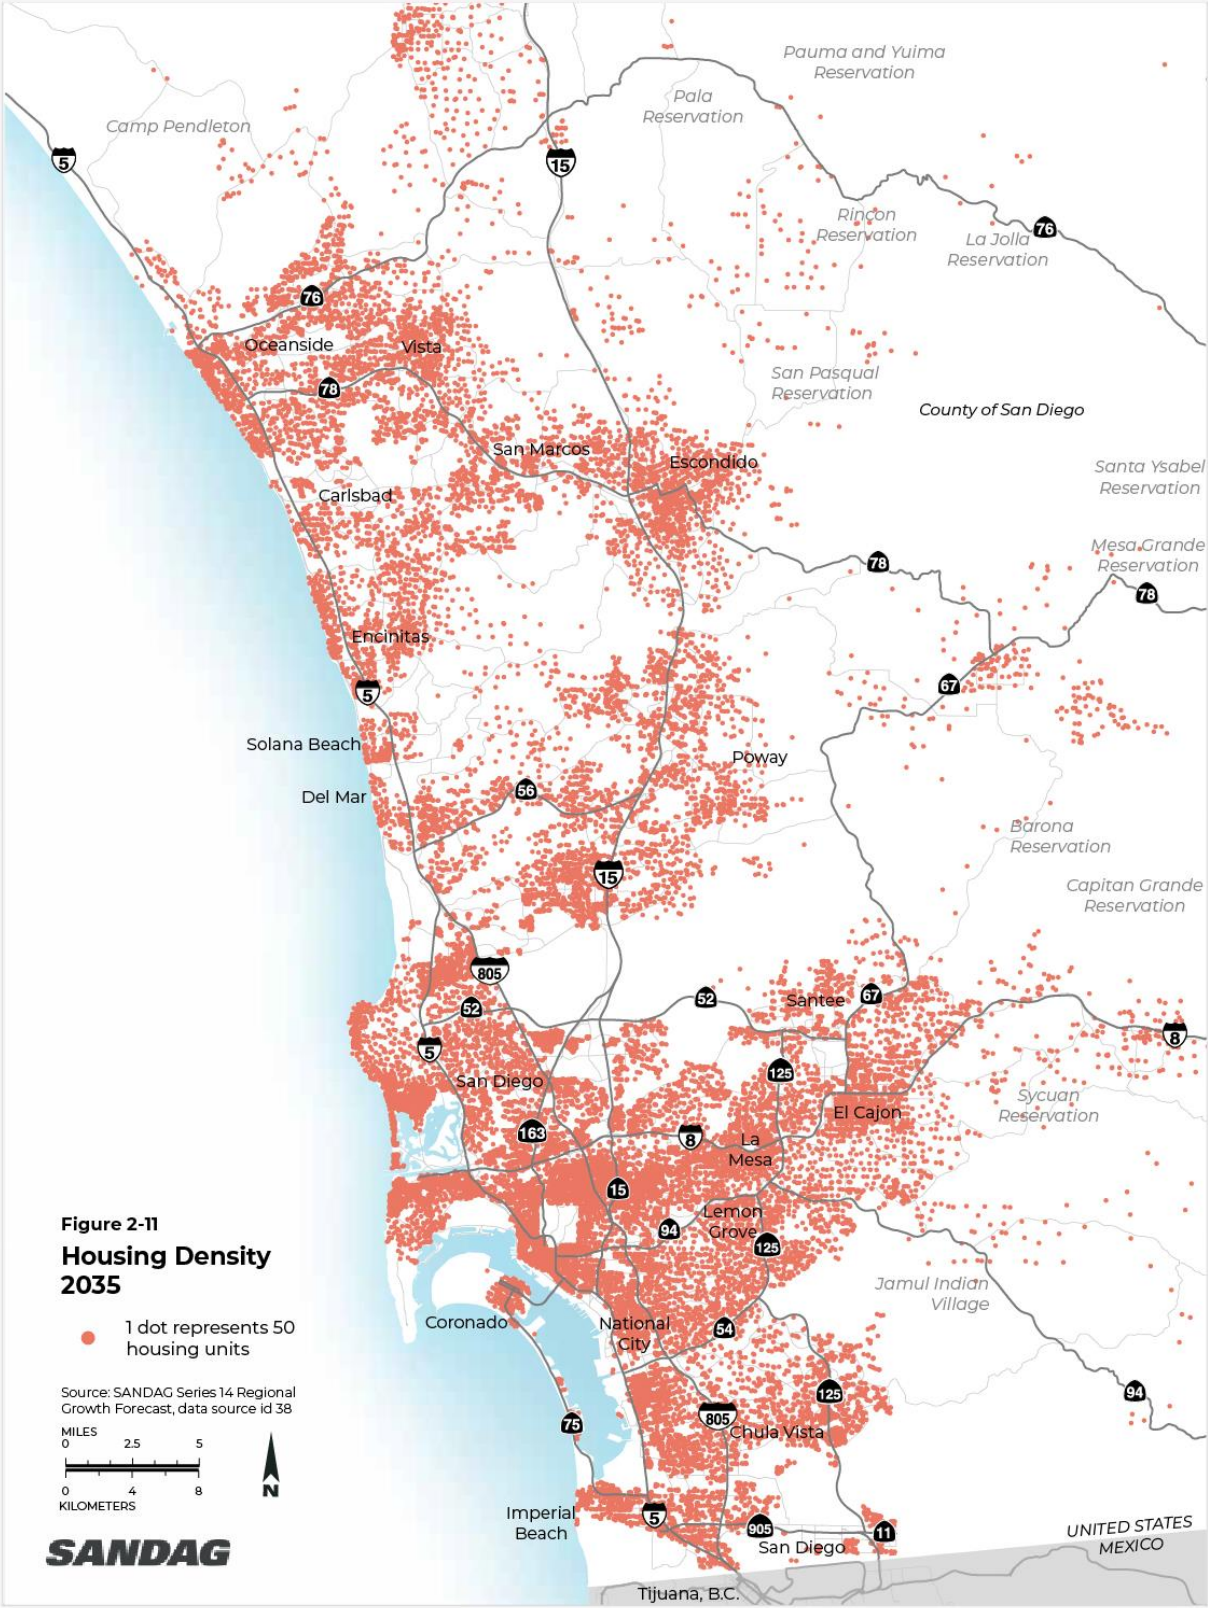 Pauma and Yuima
Reservation
Pala
Reservation
Camp Pendleton
5
15
Rincon
Reservation
76
La Jolla
Reservation
76
Oceanside
Vista
78
San Pasqual
Reservation
County of San Diego
San Marcos
Escondido
Santa Ysabel
Reservation
Carlsbad
Mesa Grande
Reservation
78
78
Encinitas
67
5
Solana Beach
Poway
Del Mar
56
Barona
Reservation
15
Capitan Grande
Reservation
805
52
52
Santee
67
8
5
San Diego
125
Sycuan
Reservation
El Cajon
163
8
La
Mesa
15
Lemon
Grove
94
125
Figure 2-11
Housing Density
2035
1 dot represents 50
housing units
Jamul Indian
Village
Coronado
National
City
54
Source: SANDAG Series 14 Regional
Growth Forecast, data source id 38
125
94
75
805
Chula Vista
MILES
0 2.5 5
0 4 8
KILOMETERS
N
Imperial
Beach
5
905
11
San Diego
UNITED STATES
MEXICO
SANDAG
Tijuana, B.C.